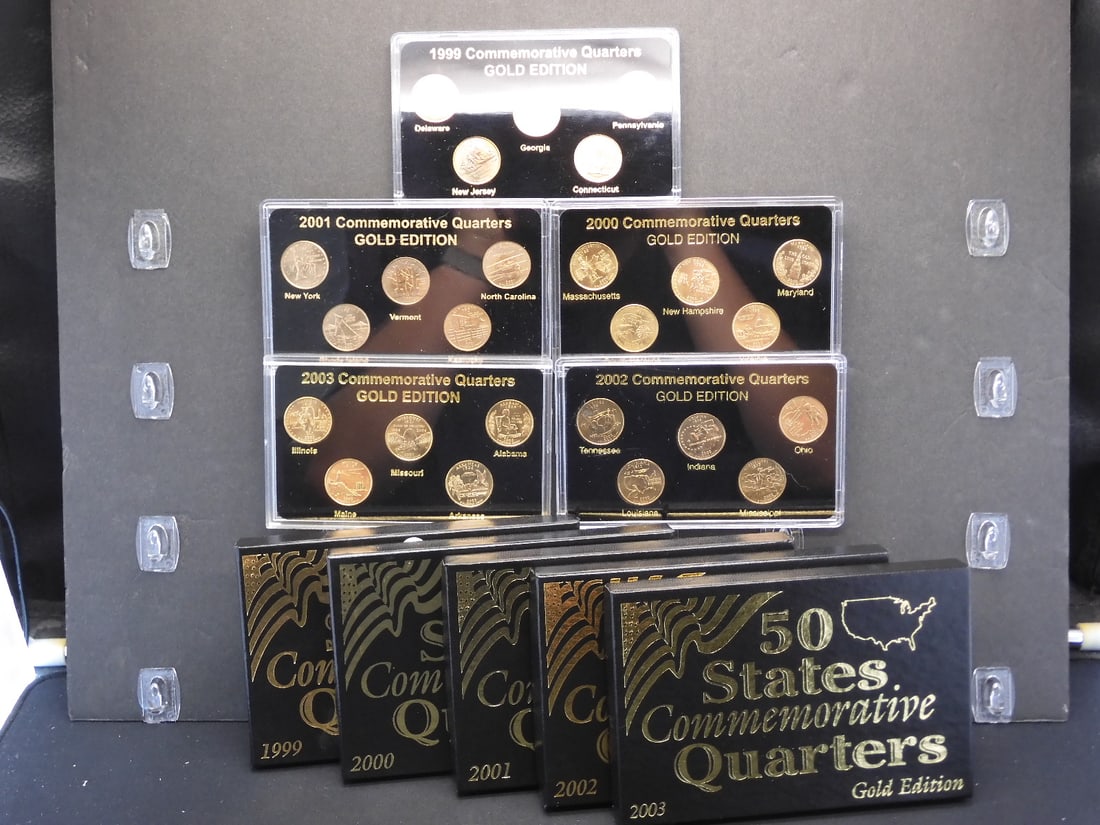 1999 Commemorative Quarters
GOLD EDITION
Delaware
Georgia
Pennsylvania
New Jersey
Connecticut
2001 Commemorative Quarters
GOLD EDITION
New York
Vermont
North Carolina
2000 Commemorative Quarters
GOLD EDITION
Massachusetts
New Hampshire
Maryland
2003 Commemorative Quarters
GOLD EDITION
Illinois
Missouri
Alabama
Maine
Arkansas
2002 Commemorative Quarters
GOLD EDITION
Tennessee
Indiana
Ohio
Louisiana
Mississippi
1999
2000
2001
2002
50
States
Commemorative
Quarters
Gold Edition
2003